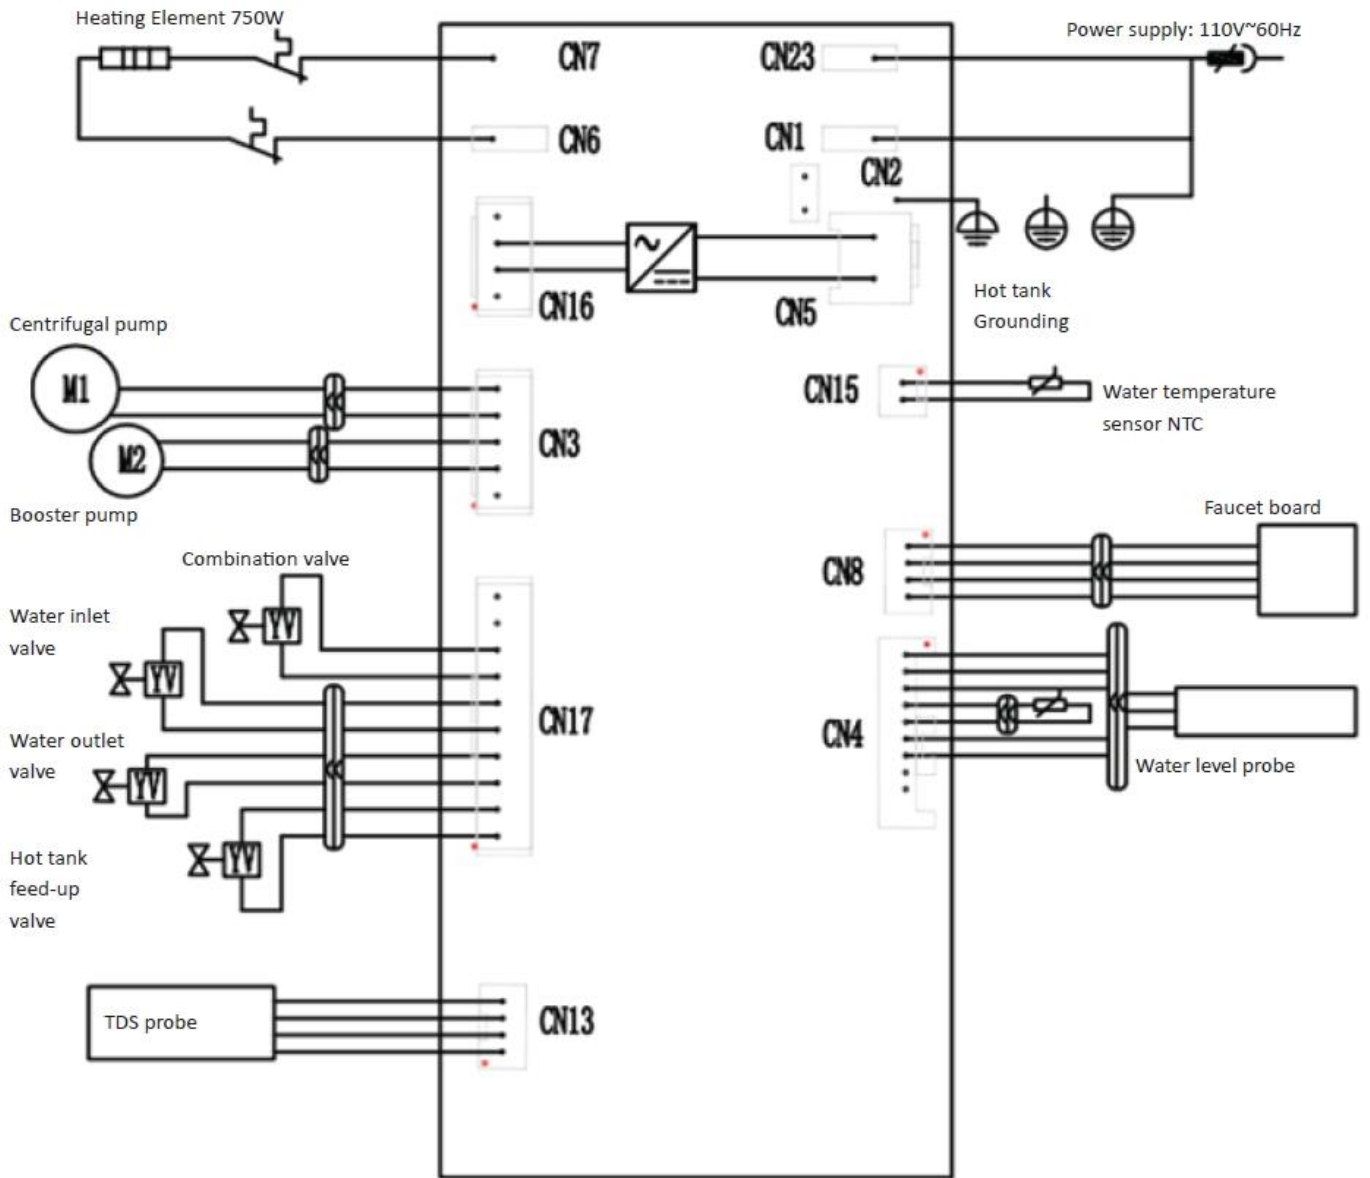 Heating Element 750W
Power supply: 110V~60Hz
CN7
CN23
CN6
CN1
CN2
CN16
CN5
Hot tank
Grounding
Centrifugal pump
M1
M2
Booster pump
CN3
CN15
Water temperature
sensor NTC
Faucet board
CN8
Combination valve
YV
Water inlet
valve
YV
CN17
CN4
Water level probe
Water outlet
valve
YV
Hot tank
feed-up
valve
YV
TDS probe
CN13